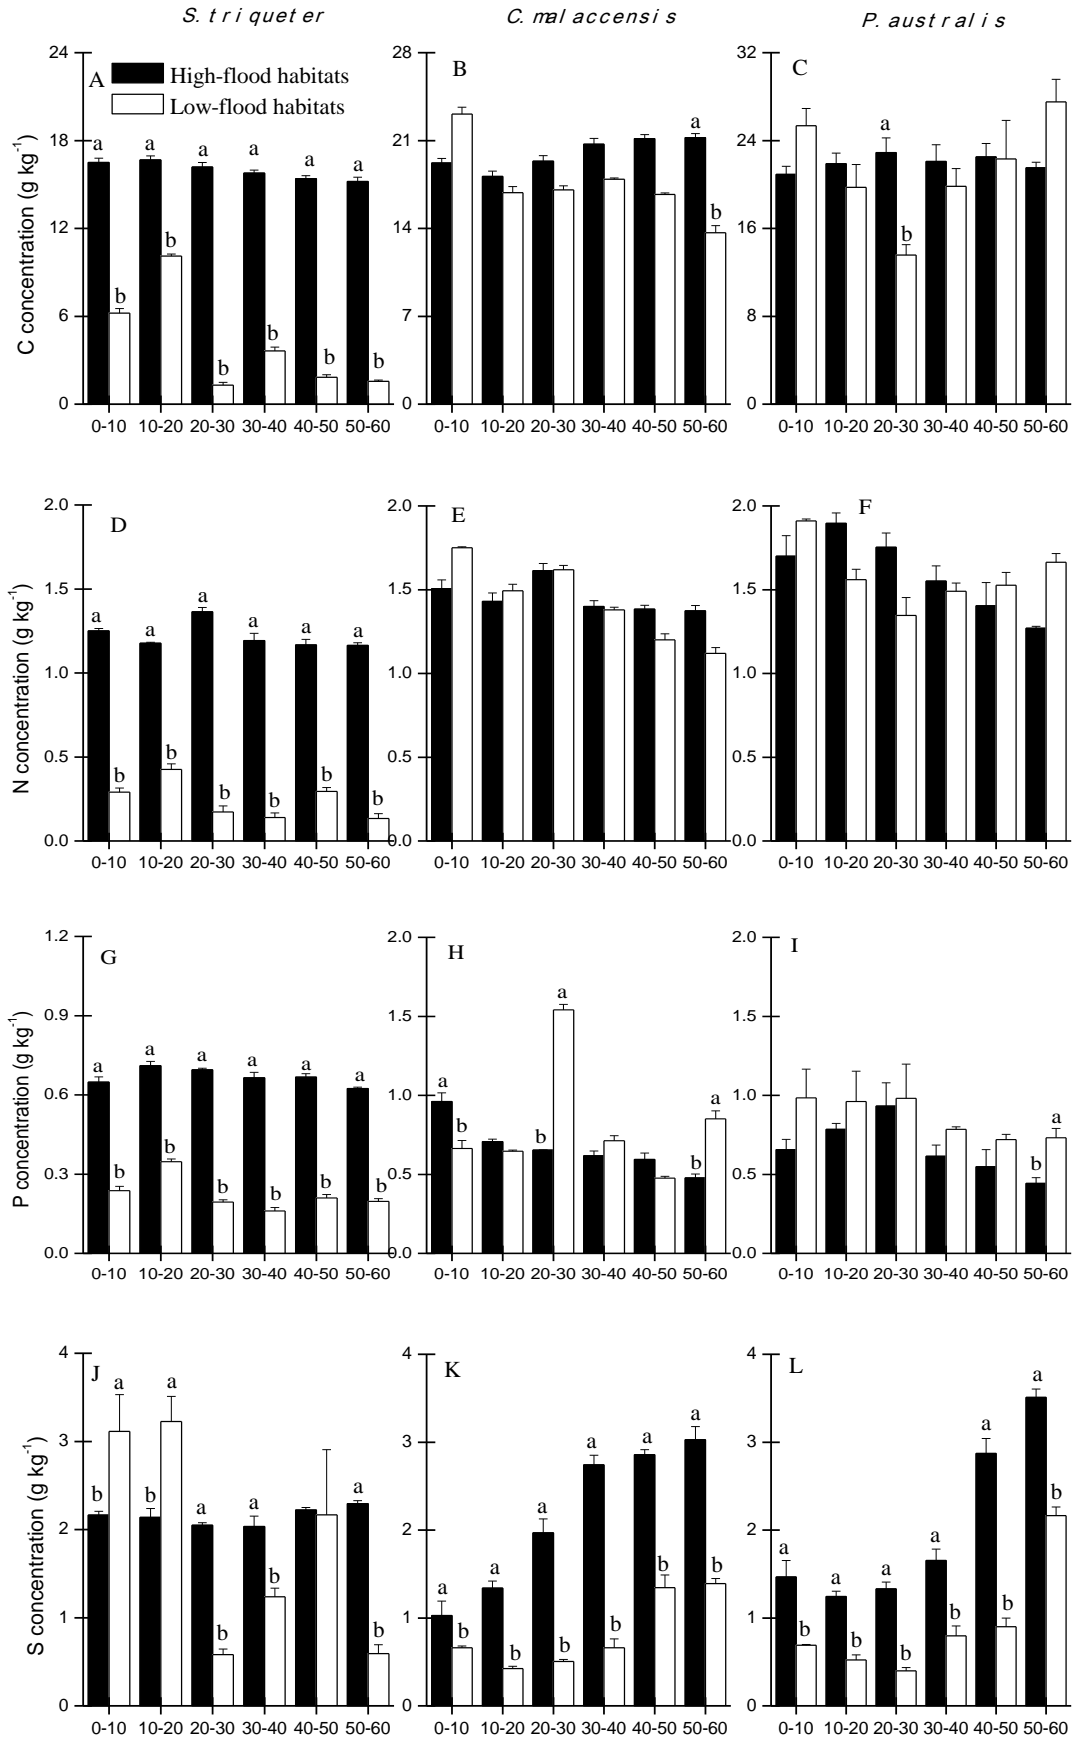 S. triqueter C. malaccensis P. australis
24 28 32
A High-flood habitats B C
Low-flood habitats
a a a a a a a a
18 21 24
C concentration (g kg-1)
12 14 16
b b b b b b b b
6 7 8
0 0 0
0-10 10-20 20-30 30-40 40-50 50-60 0-10 10-20 20-30 30-40 40-50 50-60 0-10 10-20 20-30 30-40 40-50 50-60
2.0 2.0 2.0
D E F
1.5 1.5 1.5
a a a a a a
N concentration (g kg-1)
1.0 1.0 1.0
0.5 0.5 0.5
b b b b b b
0.0 0.0 0.0
0-10 10-20 20-30 30-40 40-50 50-60 0-10 10-20 20-30 30-40 40-50 50-60 0-10 10-20 20-30 30-40 40-50 50-60
1.2 2.0 2.0
G H I
0.9 1.5 1.5
a a a a a a a b b a b a b a
P concentration (g kg-1)
0.6 1.0 1.0
0.3 0.5 0.5
b b b b b b
0.0 0.0 0.0
0-10 10-20 20-30 30-40 40-50 50-60 0-10 10-20 20-30 30-40 40-50 50-60 0-10 10-20 20-30 30-40 40-50 50-60
4 4 4
J K L
b a b a a a a a a a a a a a a a a a a
3 3 3
S concentration (g kg-1)
2 2 2
b b b b b b b b b b b b b b b
1 1 1
0 0 0
0-10 10-20 20-30 30-40 40-50 50-60 0-10 10-20 20-30 30-40 40-50 50-60 0-10 10-20 20-30 30-40 40-50 50-60